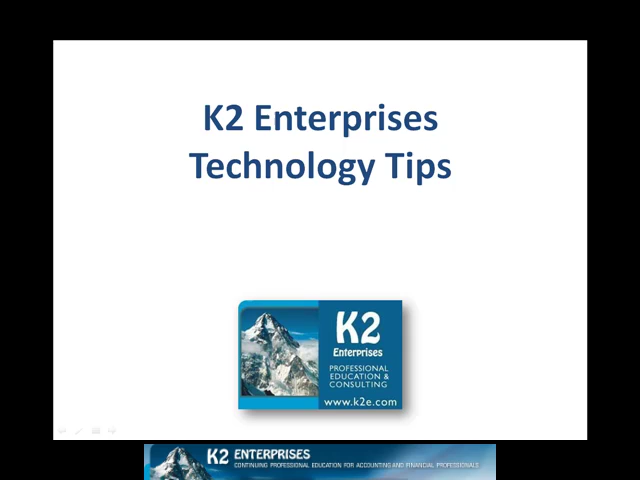 K2 Enterprises
Technology Tips
K2
Enterprises
PROFESSIONAL
EDUCATION &
CONSULTING
www.k2e.com
K2 ENTERPRISES
CONTINUING PROFESSIONAL EDUCATION FOR ACCOUNTING AND FINANCIAL PROFESSIONALS